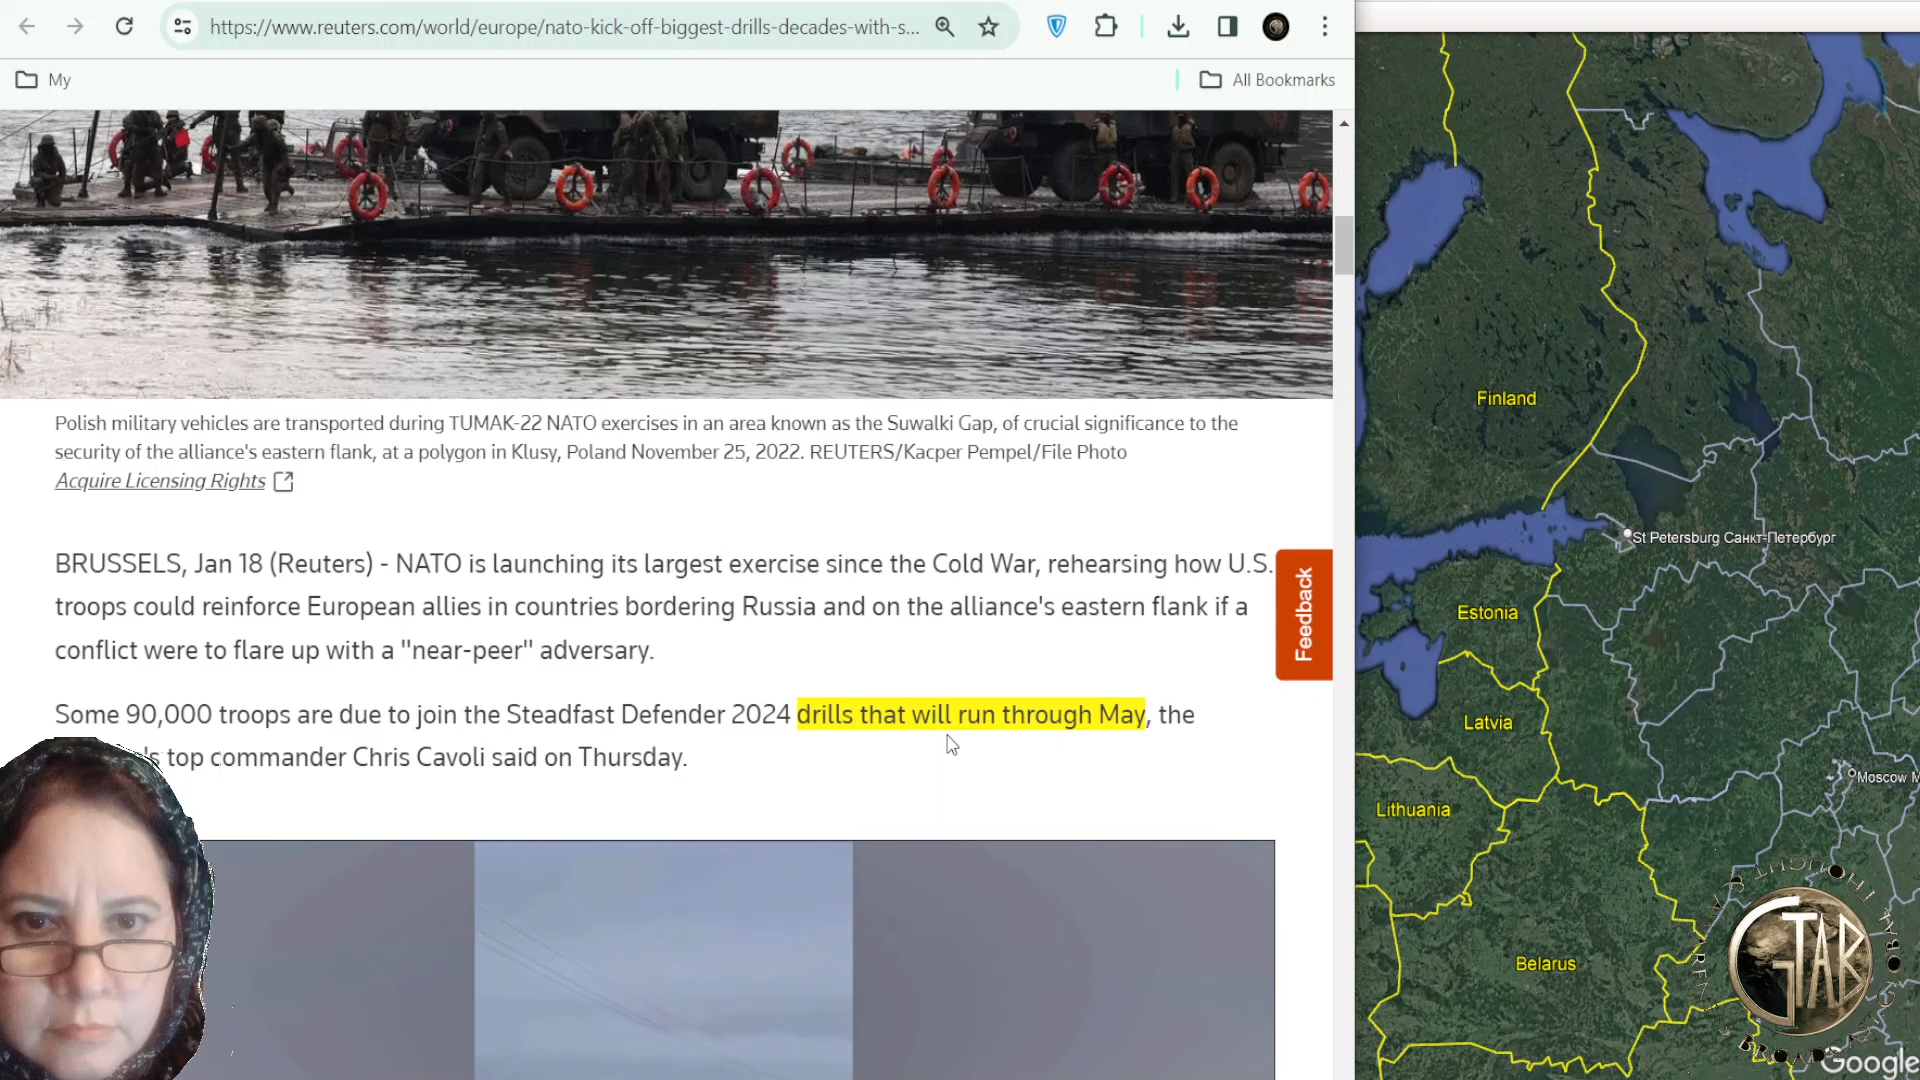 https://www.reuters.com/world/europe/nato-kick-off-biggest-drills-decades-with-s...
My
All Bookmarks
Polish military vehicles are transported during TUMAK-22 NATO exercises in an area known as the Suwalki Gap, of crucial significance to the
security of the alliance's eastern flank, at a polygon in Klusy, Poland November 25, 2022. REUTERS/Kacper Pempel/File Photo
Acquire Licensing Rights
BRUSSELS, Jan 18 (Reuters) - NATO is launching its largest exercise since the Cold War, rehearsing how U.S.
troops could reinforce European allies in countries bordering Russia and on the alliance's eastern flank if a
conflict were to flare up with a "near-peer" adversary.
Some 90,000 troops are due to join the Steadfast Defender 2024 drills that will run through May, the
top commander Chris Cavoli said on Thursday.
Feedback
Finland
St Petersburg Санкт-Петербург
Estonia
Latvia
Moscow M
Lithuania
Belarus
GTAB
Google